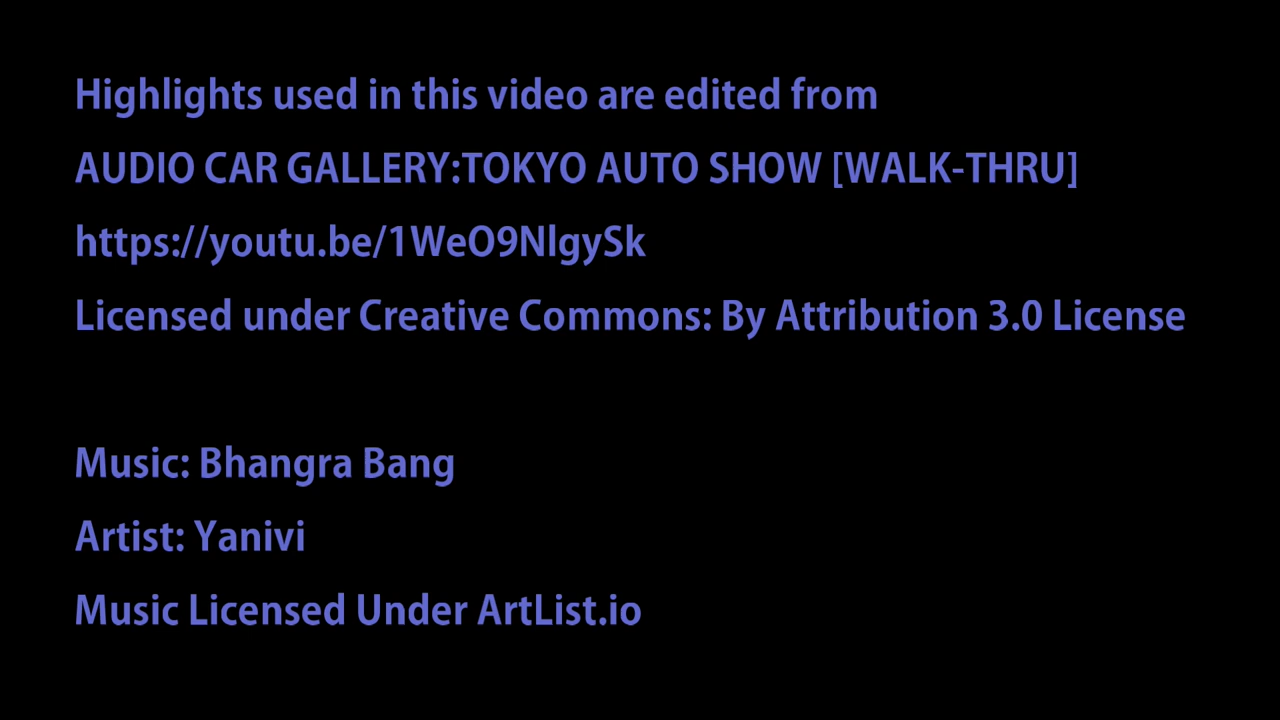 Highlights used in this video are edited from
AUDIO CAR GALLERY:TOKYO AUTO SHOW [WALK-THRU]
https://youtu.be/1WeO9NlgySk
Licensed under Creative Commons: By Attribution 3.0 License
Music: Bhangra Bang
Artist: Yanivi
Music Licensed Under ArtList.io